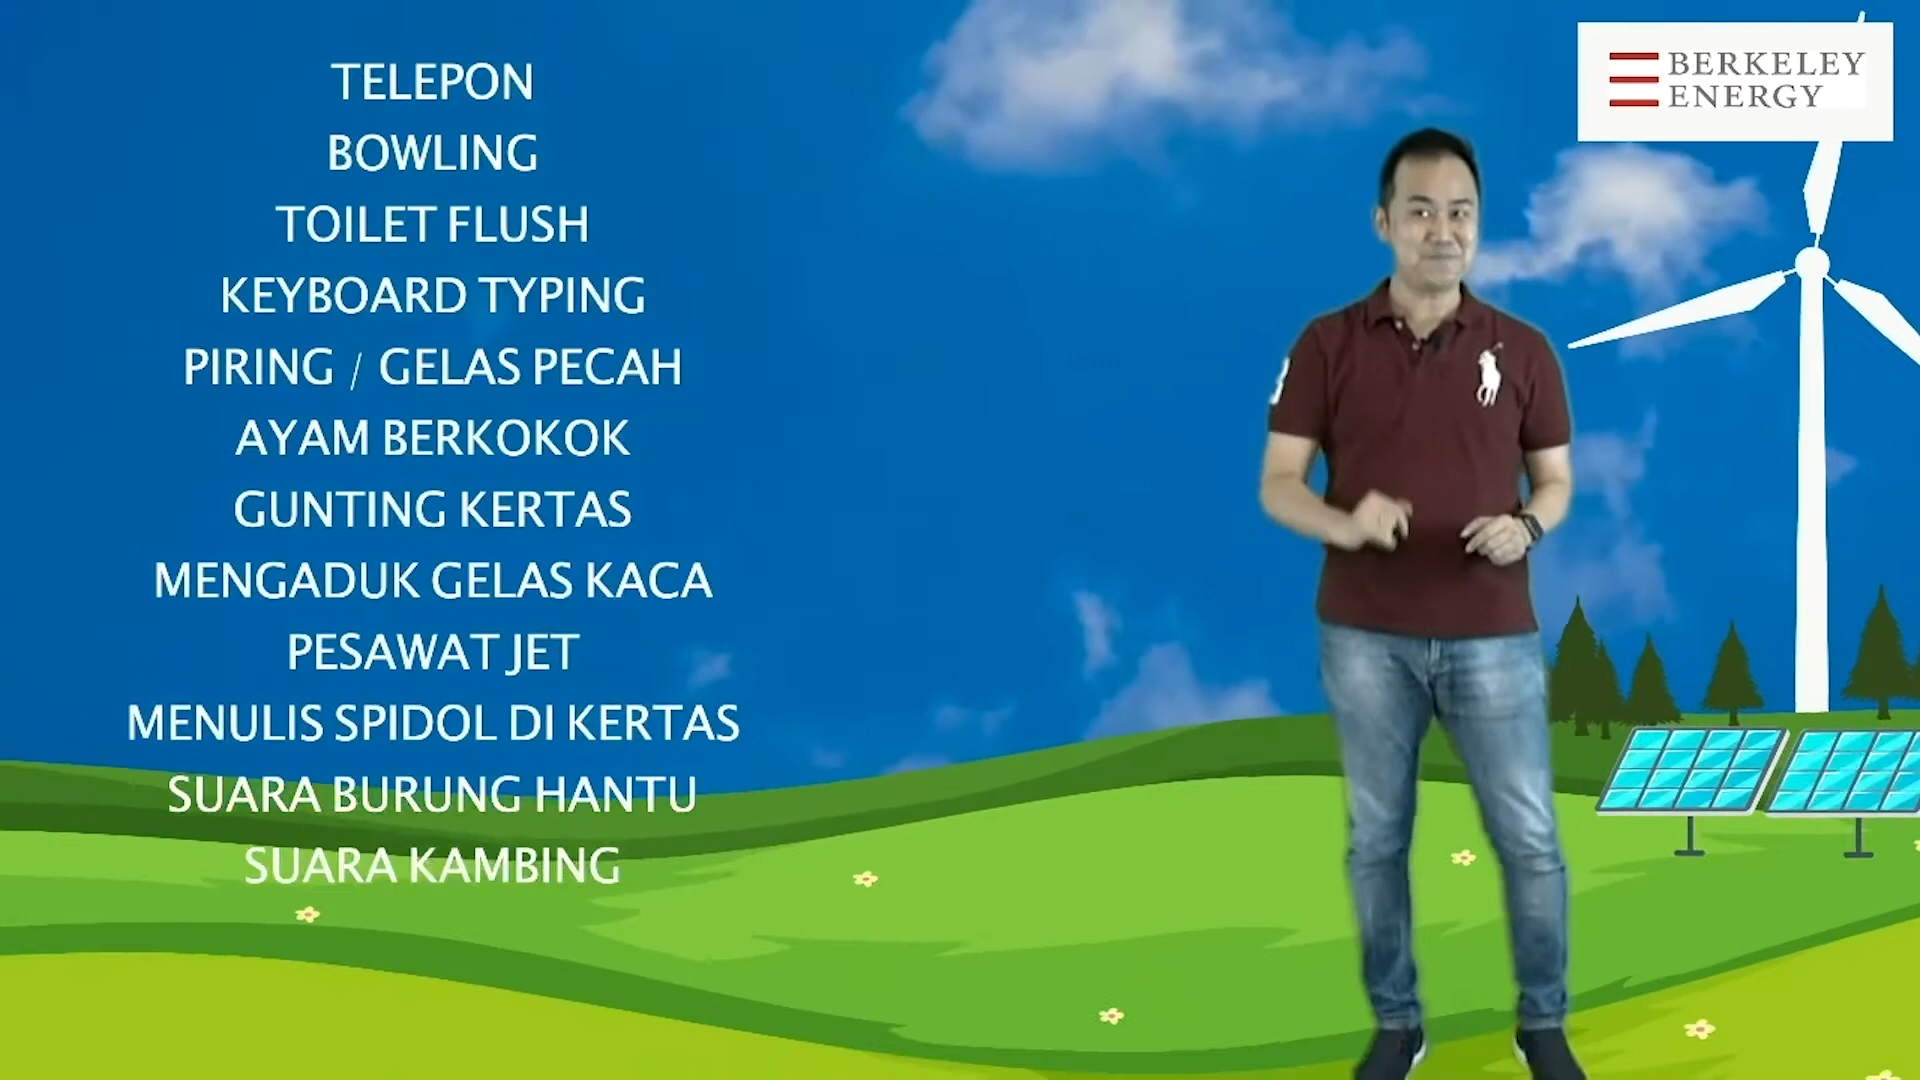 TELEPON
BOWLING
TOILET FLUSH
KEYBOARD TYPING
PIRING / GELAS PECAH
AYAM BERKOKOK
GUNTING KERTAS
MENGADUK GELAS KACA
PESAWAT JET
MENULIS SPIDOL DI KERTAS
SUARA BURUNG HANTU
SUARA KAMBING
BERKELEY
ENERGY